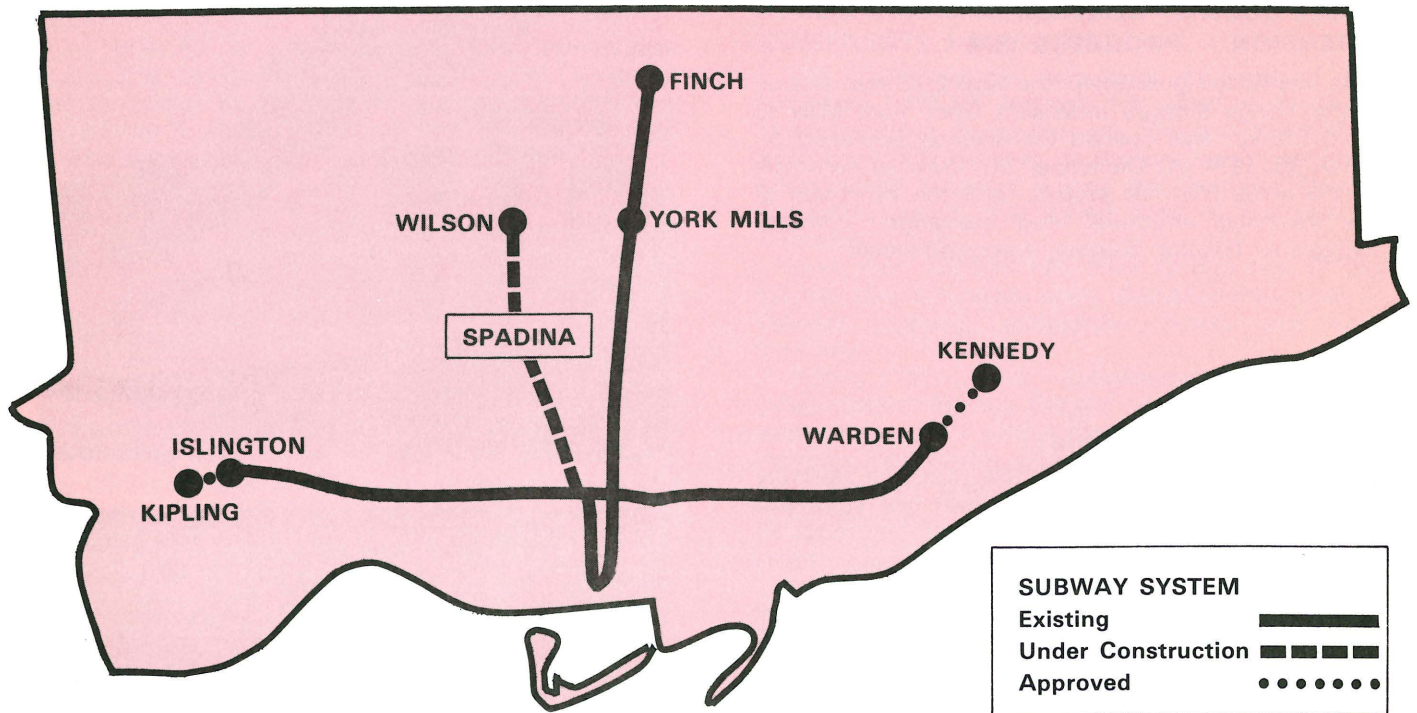 FINCH
WILSON
YORK MILLS
SPADINA
KENNEDY
WARDEN
ISLINGTON
KIPLING
SUBWAY SYSTEM
Existing
Under Construction
Approved